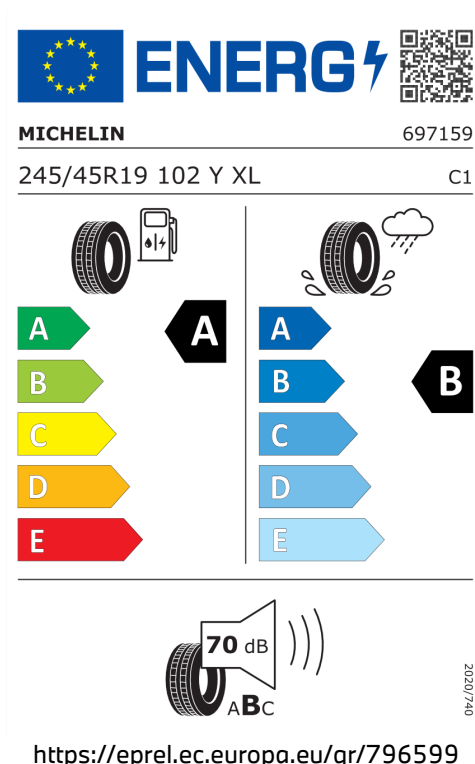 ENERG
MICHELIN 697159
245/45R19 102 Y XL C1
A A A
B B B
C C
D D
E E
70 dB
ABC
2020/740
https://eprel.ec.europa.eu/qr/796599